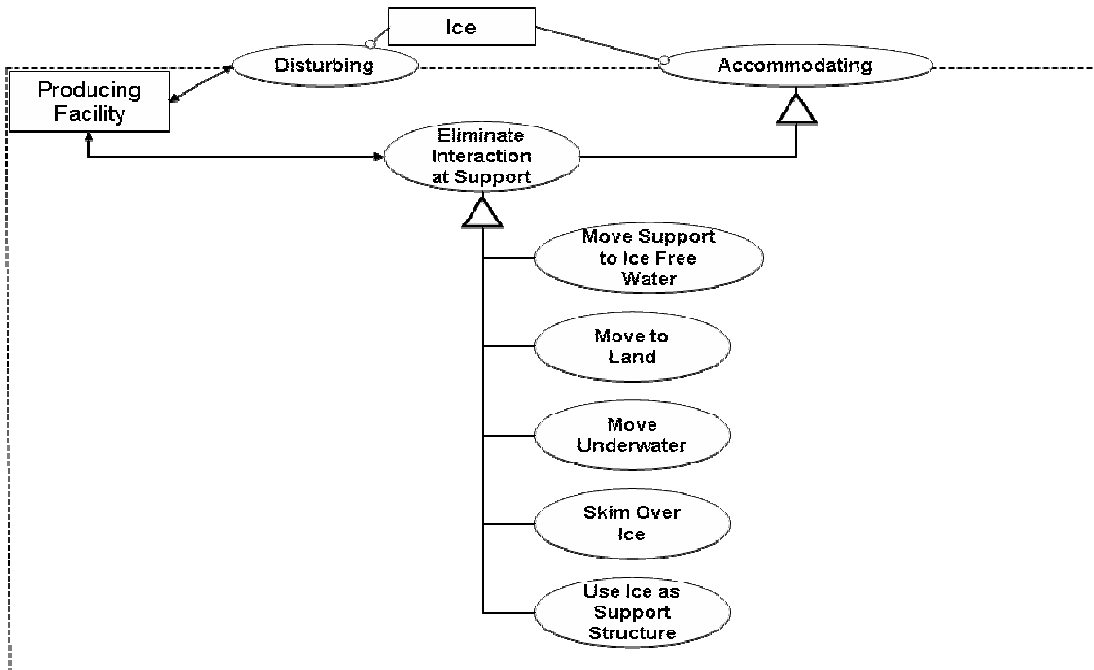 Ice
Disturbing
Accommodating
Producing
Facility
Eliminate
Interaction
at Support
Move Support
to Ice Free
Water
Move to
Land
Move
Underwater
Skim Over
Ice
Use Ice as
Support
Structure